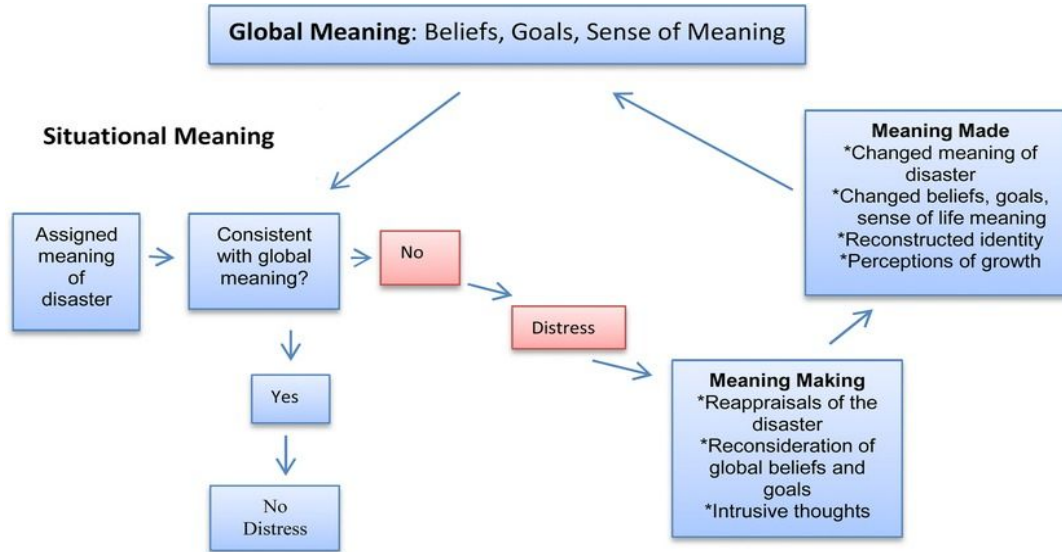 Global Meaning: Beliefs, Goals, Sense of Meaning
Situational Meaning
Assigned
meaning
of
disaster
Consistent
with global
meaning?
No
Distress
Yes
No
Distress
Meaning Making
*Reappraisals of the
disaster
*Reconsideration of
global beliefs and
goals
*Intrusive thoughts
Meaning Made
*Changed meaning of
disaster
*Changed beliefs, goals,
sense of life meaning
*Reconstructed identity
*Perceptions of growth